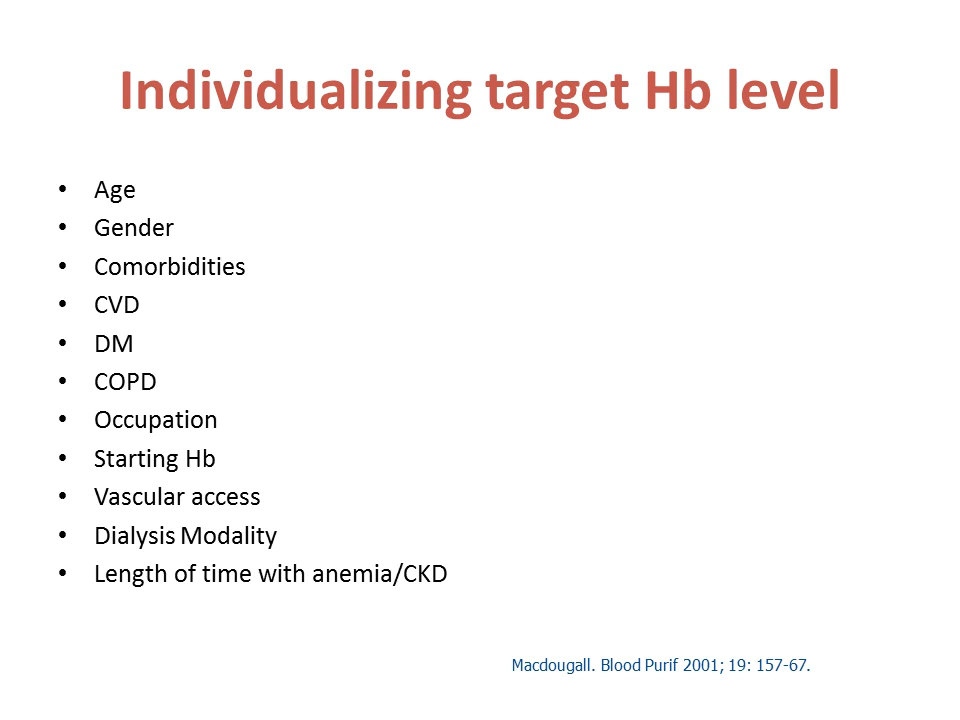 Individualizing target Hb level
• Age
• Gender
• Comorbidities
• CVD
• DM
• COPD
• Occupation
• Starting Hb
• Vascular access
• Dialysis Modality
• Length of time with anemia/CKD
Macdougall. Blood Purif 2001; 19: 157-67.